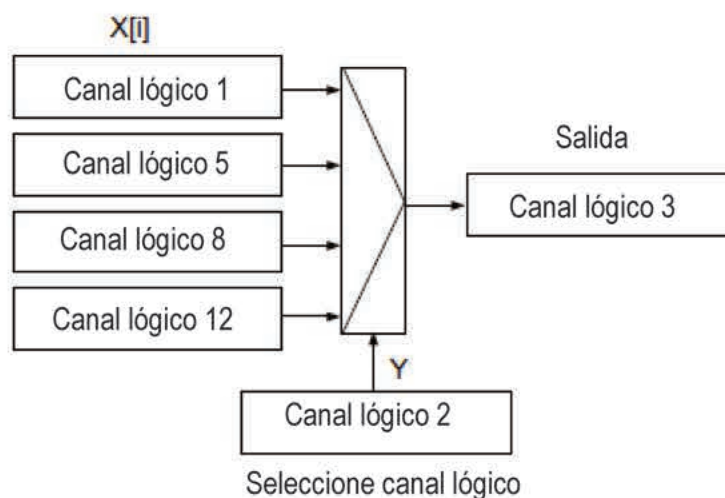 X[i]
Canal lógico 1
Canal lógico 5
Salida
Canal lógico 3
Canal lógico 8
Canal lógico 12
Y
Canal lógico 2
Seleccione canal lógico